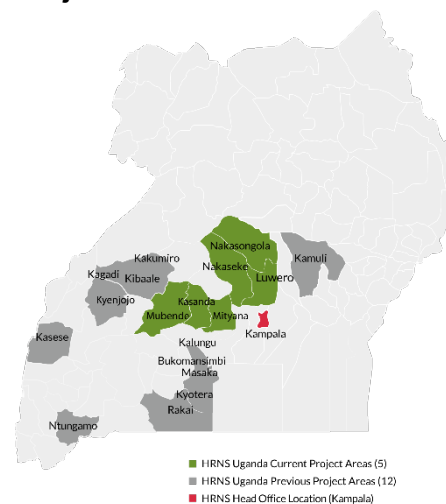 Nakasongola
Kakumiro
Kamuli
Nakaseke
Kagadi
Kibaale
Luwero
Kyenjojo
Kasanda
Mubende
Mityana
Kasese
Kampala
Kalungu
Bukomansimbi
Masaka
Kyotera
Rakai
Ntungamo
HRNS Uganda Current Project Areas (5)
HRNS Uganda Previous Project Areas (12)
HRNS Head Office Location (Kampala)